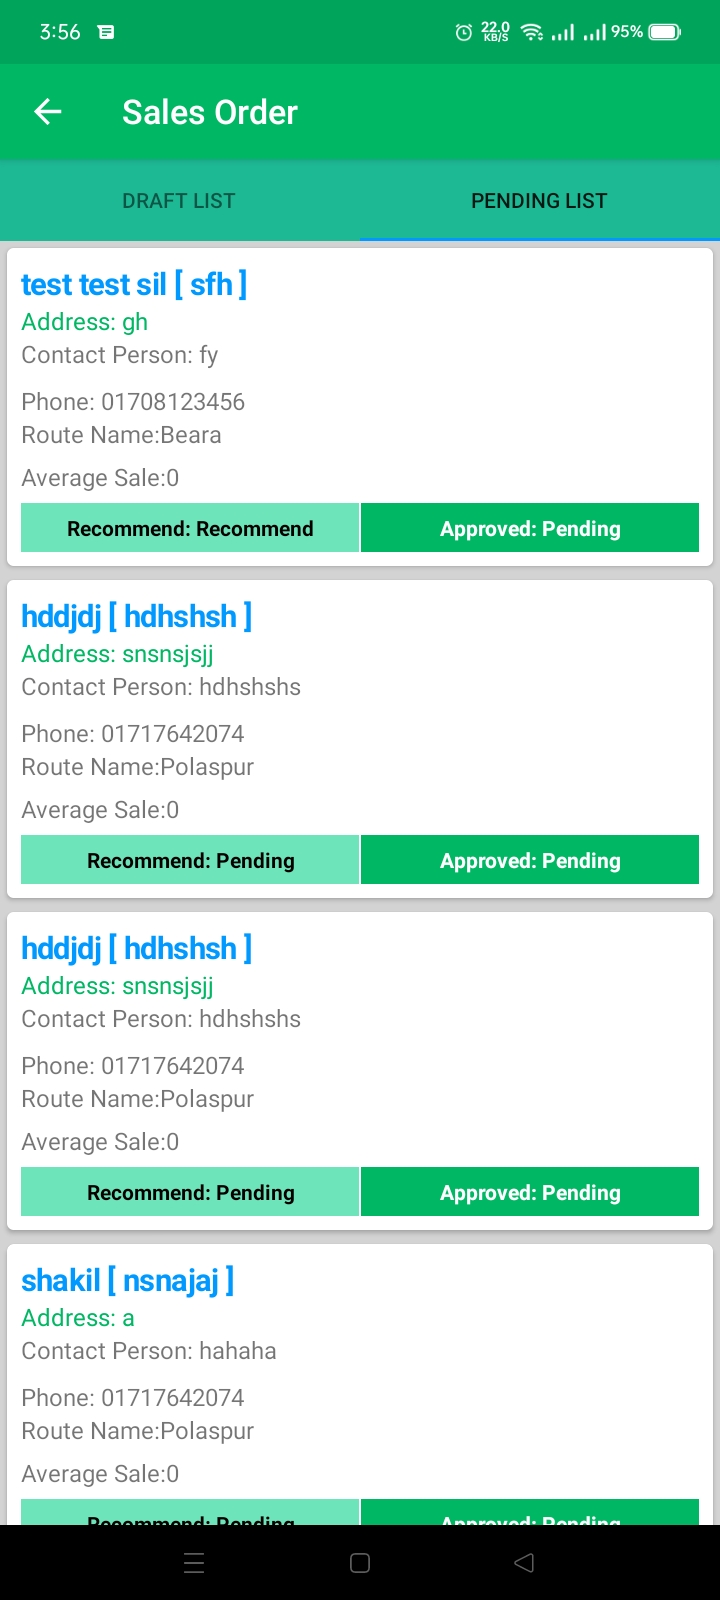 3:56 22.0 KB/S 95%
Sales Order
DRAFT LIST PENDING LIST
test test sil [ sfh ]
Address: gh
Contact Person: fy
Phone: 01708123456
Route Name:Beara
Average Sale:0
Recommend: Recommend Approved: Pending
hddjdj [ hdhshsh ]
Address: snsnsjsjj
Contact Person: hdhshshs
Phone: 01717642074
Route Name:Polaspur
Average Sale:0
Recommend: Pending Approved: Pending
hddjdj [ hdhshsh ]
Address: snsnsjsjj
Contact Person: hdhshshs
Phone: 01717642074
Route Name:Polaspur
Average Sale:0
Recommend: Pending Approved: Pending
shakil [ nsnajaj ]
Address: a
Contact Person: hahaha
Phone: 01717642074
Route Name:Polaspur
Average Sale:0
Recommend: Pending Approved: Pending